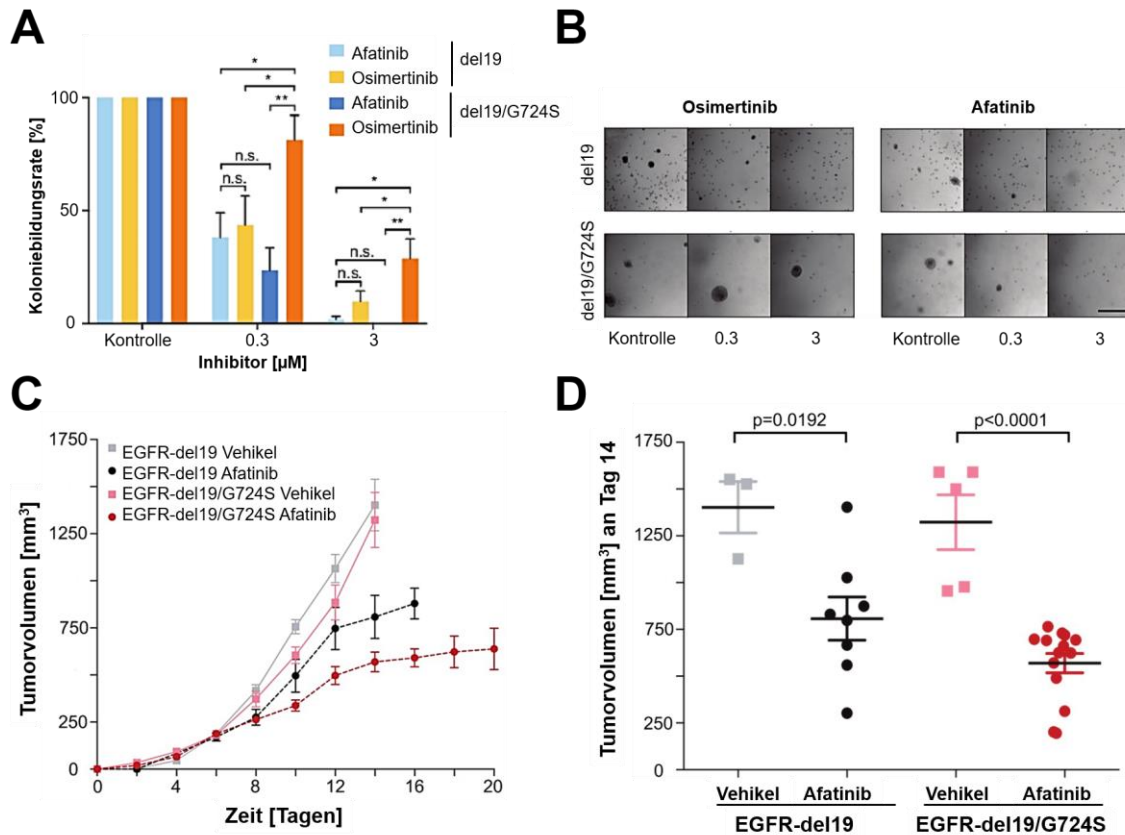 A
Afatinib
Osimertinib
del19
Afatinib
Osimertinib
del19/G724S
Koloniebildungsrate [%]
100
50
0
*
*
**
n.s.
n.s.
*
*
**
n.s.
n.s.
Kontrolle
0.3
3
Inhibitor [µM]
B
Osimertinib
Afatinib
del19
del19/G724S
Kontrolle
0.3
3
Kontrolle
0.3
3
C
EGFR-del19 Vehikel
EGFR-del19 Afatinib
EGFR-del19/G724S Vehikel
EGFR-del19/G724S Afatinib
Tumorvolumen [mm³]
1750
1250
750
250
0
0
4
8
12
16
20
Zeit [Tagen]
D
p=0.0192
p<0.0001
Tumorvolumen [mm³] an Tag 14
1750
1250
750
250
0
Vehikel
Afatinib
Vehikel
Afatinib
EGFR-del19
EGFR-del19/G724S